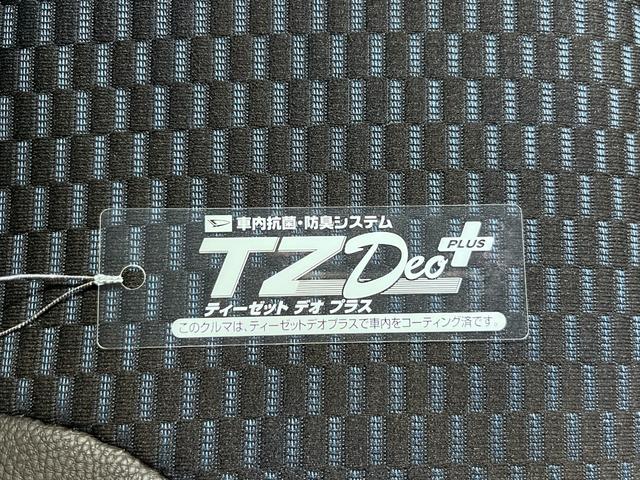 車内抗菌・防臭システム
TZ Deo PLUS
ティーゼット デオ プラス
このクルマは、ティーゼットデオプラスで車内をコーティング済です。